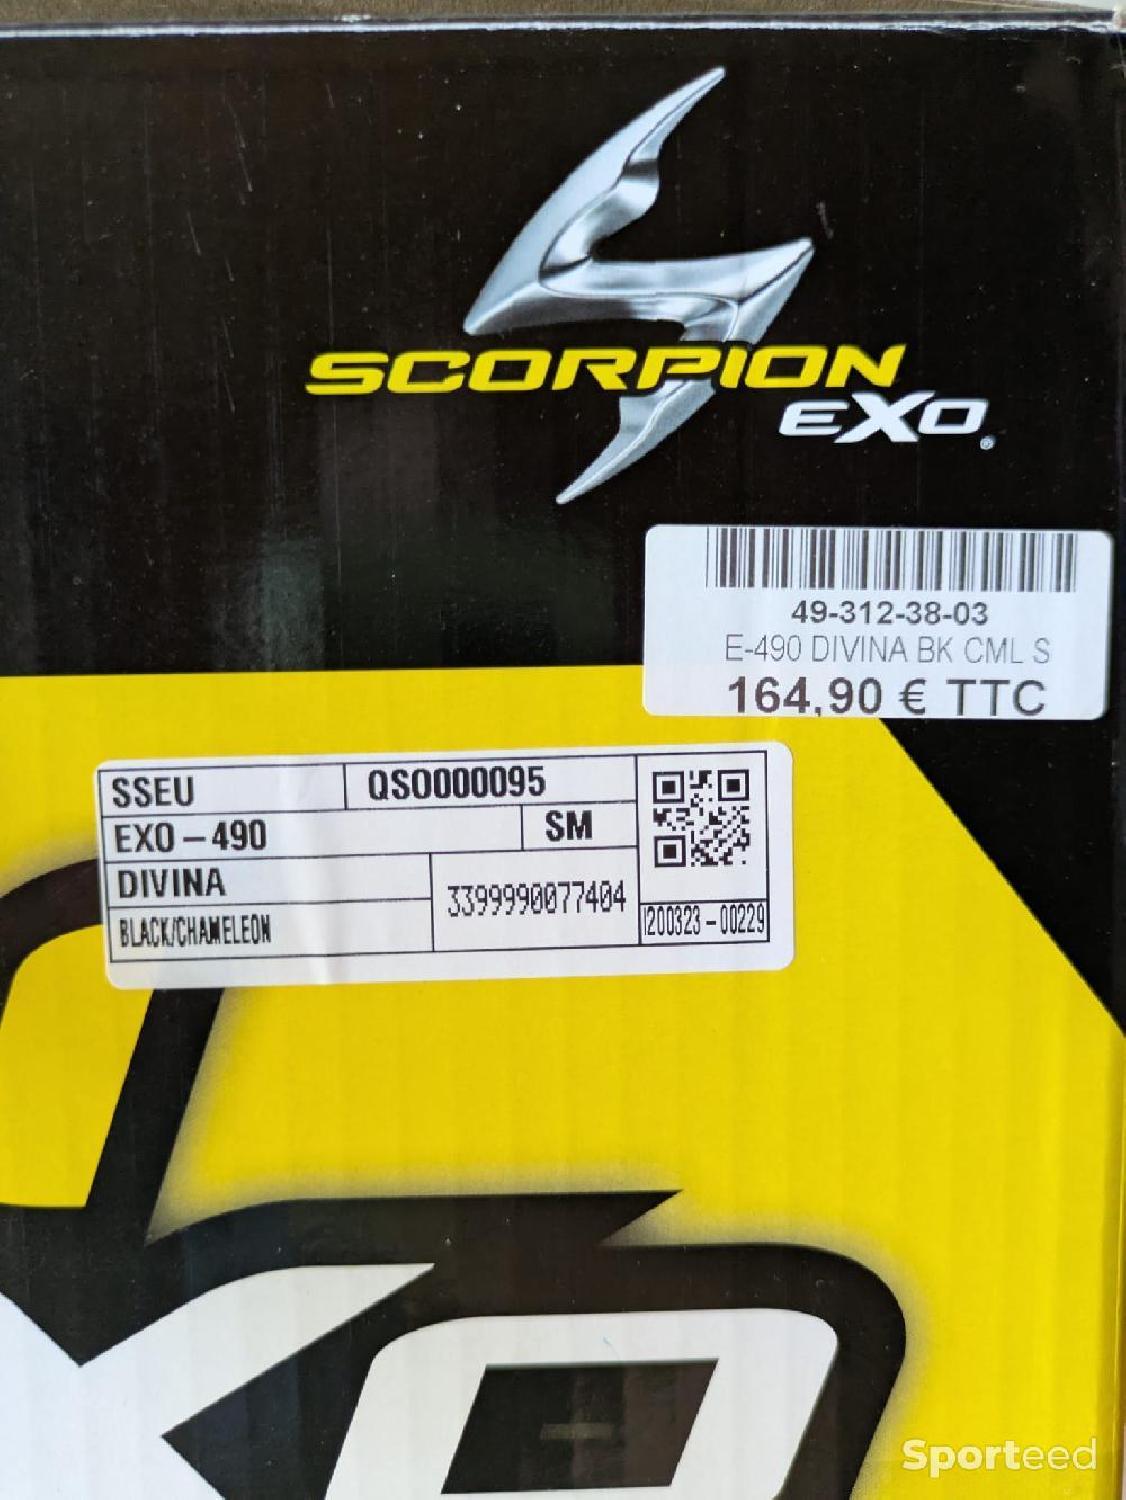 SCORPION
EXO®
49-312-38-03
E-490 DIVINA BK CML S
164,90 € TTC
SSEU QSO000095
EXO-490 SM
DIVINA
3399990077404
BLACK/CHAMELEON
I200323-00229
Sporteed